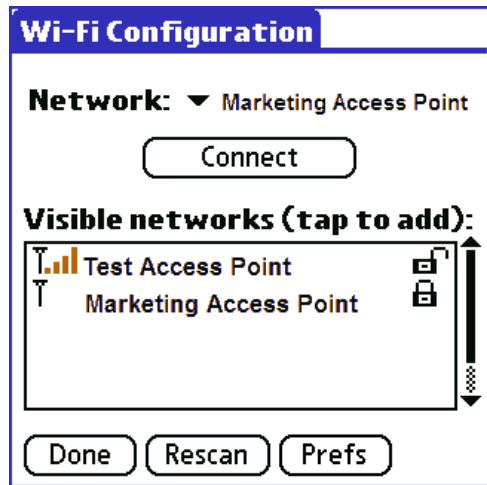 Wi-Fi Configuration
Network: Marketing Access Point
Connect
Visible networks (tap to add):
Test Access Point
Marketing Access Point
Done Rescan Prefs